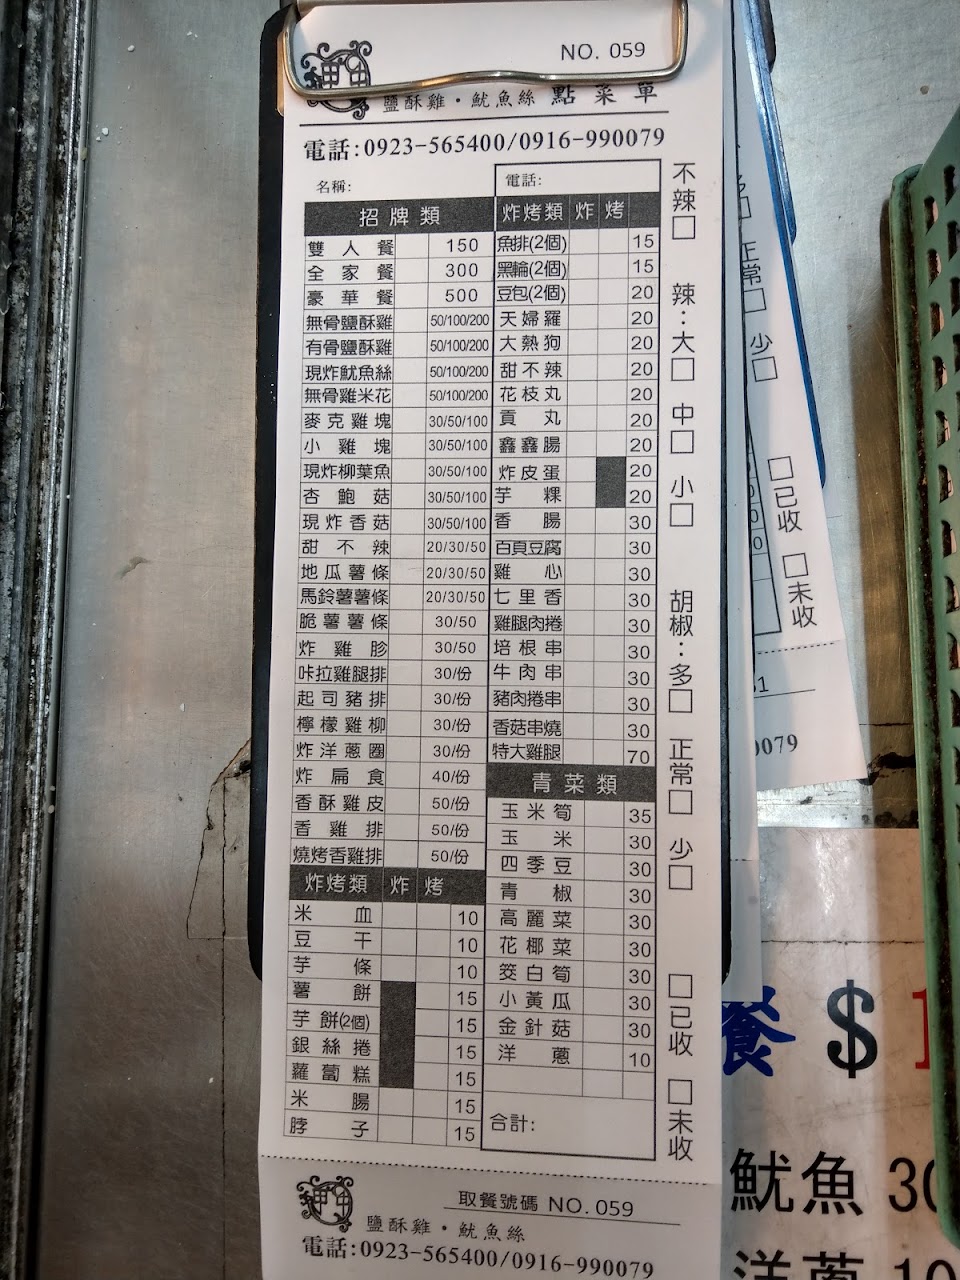 NO. 059
鹽酥雞·魷魚絲 點菜單
電話:0923-565400/0916-990079
名稱:
電話:
招牌類
雙人餐 150
全家餐 300
豪華餐 500
無骨鹽酥雞 50/100/200
有骨鹽酥雞 50/100/200
現炸魷魚絲 50/100/200
無骨雞米花 50/100/200
麥克雞塊 30/50/100
小雞塊 30/50/100
現炸柳葉魚 30/50/100
杏鮑菇 30/50/100
現炸香菇 30/50/100
甜不辣 20/30/50
地瓜薯條 20/30/50
馬鈴薯薯條 20/30/50
脆薯薯條 30/50
炸雞胗 30/50
咔拉雞腿排 30/份
起司豬排 30/份
檸檬雞柳 30/份
炸洋蔥圈 30/份
炸扁食 40/份
香酥雞皮 50/份
香雞排 50/份
燒烤香雞排 50/份
炸烤類 炸 烤
米血 10
豆干 10
芋條 10
薯餅 15
芋餅(2個) 15
銀絲捲 15
蘿蔔糕 15
米腸 15
脖子 15
炸烤類 炸 烤
魚排(2個) 15
黑輪(2個) 15
豆包(2個) 20
天婦羅 20
大熱狗 20
甜不辣 20
花枝丸 20
貢丸 20
鑫鑫腸 20
炸皮蛋 20
芋粿 20
香腸 30
百頁豆腐 30
雞心 30
七里香 30
雞腿肉捲 30
培根串 30
牛肉串 30
豬肉捲串 30
香菇串燒 30
特大雞腿 70
青菜類
玉米筍 35
玉米 30
四季豆 30
青椒 30
高麗菜 30
花椰菜 30
筊白筍 30
小黃瓜 30
金針菇 30
洋蔥 10
合計:
不辣□ 辣:大□ 中□ 小□ 胡椒:多□ 正常□ 少□ □已收 □未收
取餐號碼 NO. 059
鹽酥雞·魷魚絲
電話:0923-565400/0916-990079
正常□ 少□
□已收 □未收
0079
餐 $ 1
魷魚 30
洋蔥 10